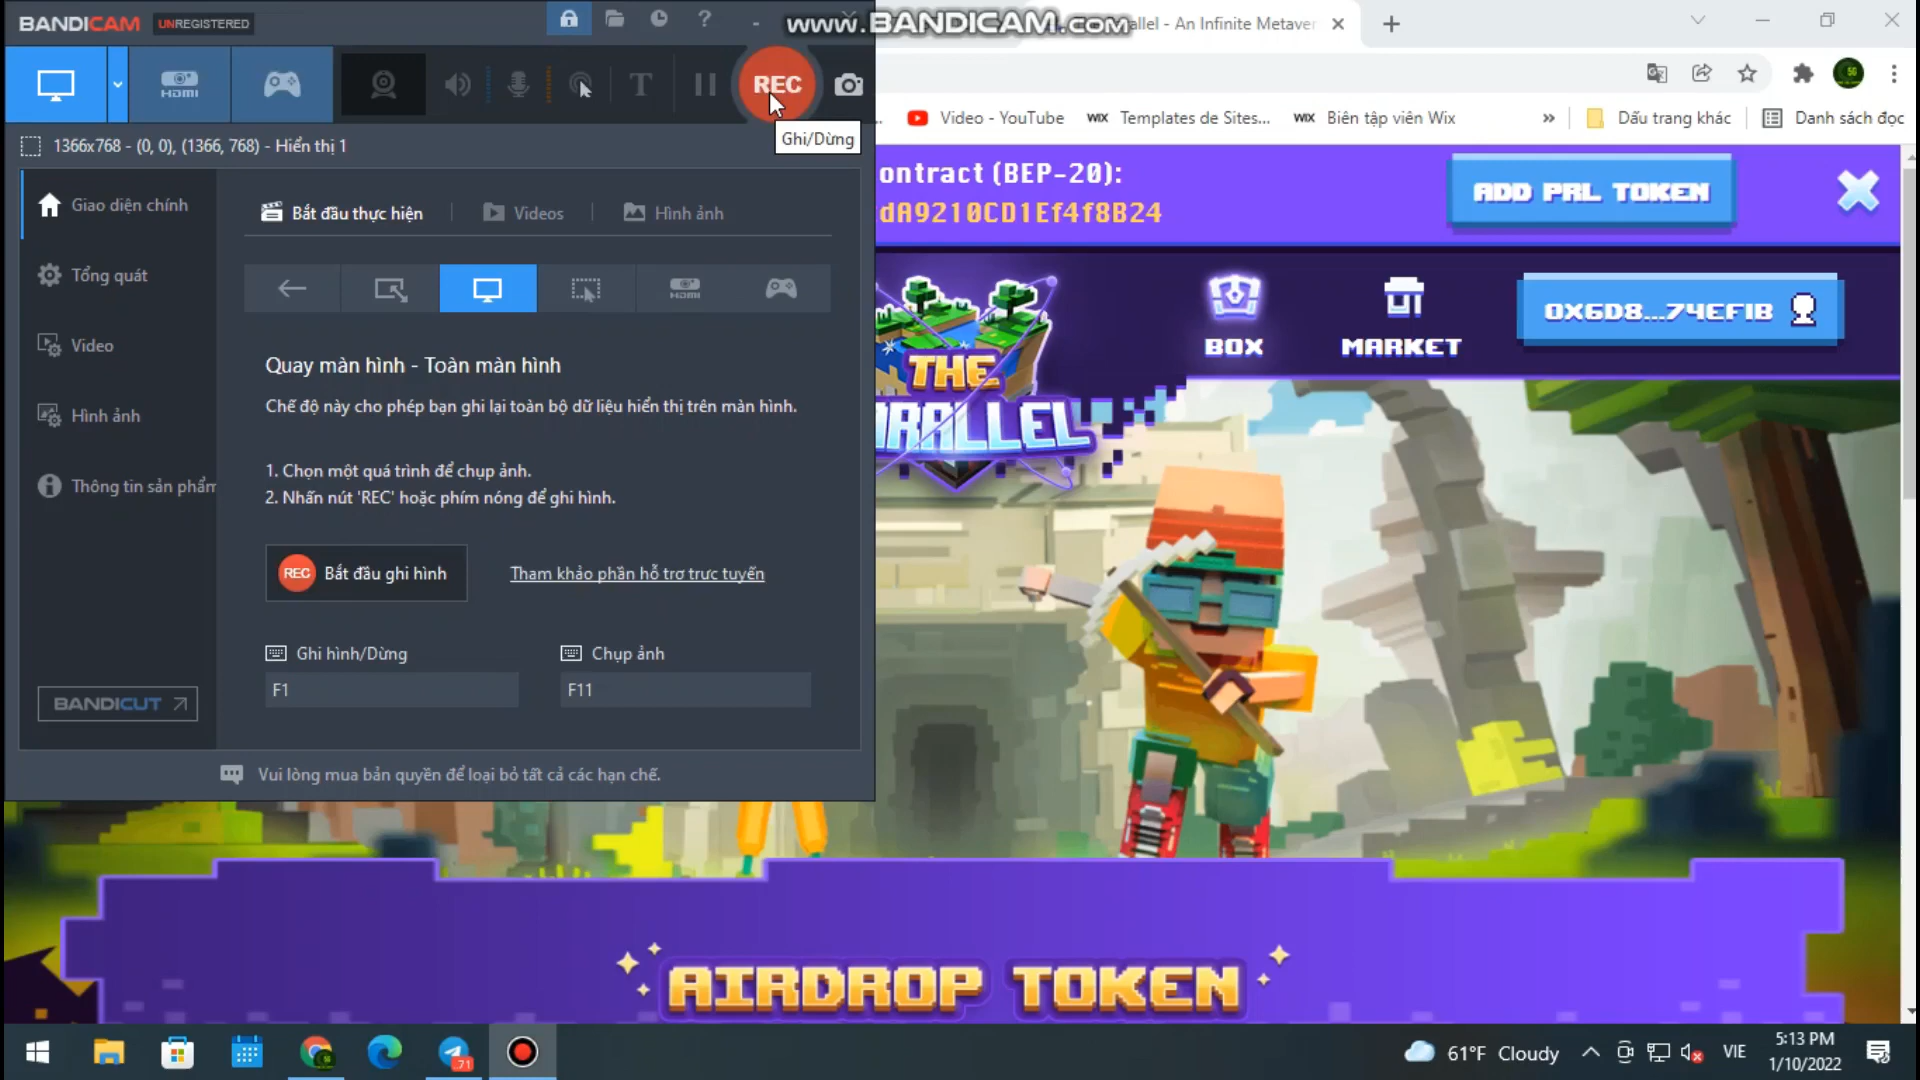 BANDICAM UNREGISTERED
?
www.BANDICAM.com
allel - An Infinite Metaver
HDMI
T
REC
Ghi/Dừng
Video - YouTube
WIX Templates de Sites...
WIX Biên tập viên Wix
»
Dấu trang khác
Danh sách đọc
1366x768 - (0, 0), (1366, 768) - Hiển thị 1
Giao diện chính
Tổng quát
Video
Hình ảnh
Thông tin sản phẩm
BANDICUT
Bắt đầu thực hiện
Videos
Hình ảnh
HDMI
Quay màn hình - Toàn màn hình
Chế độ này cho phép bạn ghi lại toàn bộ dữ liệu hiển thị trên màn hình.
1. Chọn một quá trình để chụp ảnh.
2. Nhấn nút 'REC' hoặc phím nóng để ghi hình.
REC Bắt đầu ghi hình
Tham khảo phần hỗ trợ trực tuyến
Ghi hình/Dừng
Chụp ảnh
F1
F11
Vui lòng mua bản quyền để loại bỏ tất cả các hạn chế.
ontract (BEP-20):
dA9210CD1Ef4f8B24
ADD PRL TOKEN
THE
ARALLEL
BOX
MARKET
0X6D8...74EF1B
AIRDROP TOKEN
71
61°F Cloudy
VIE
5:13 PM
1/10/2022